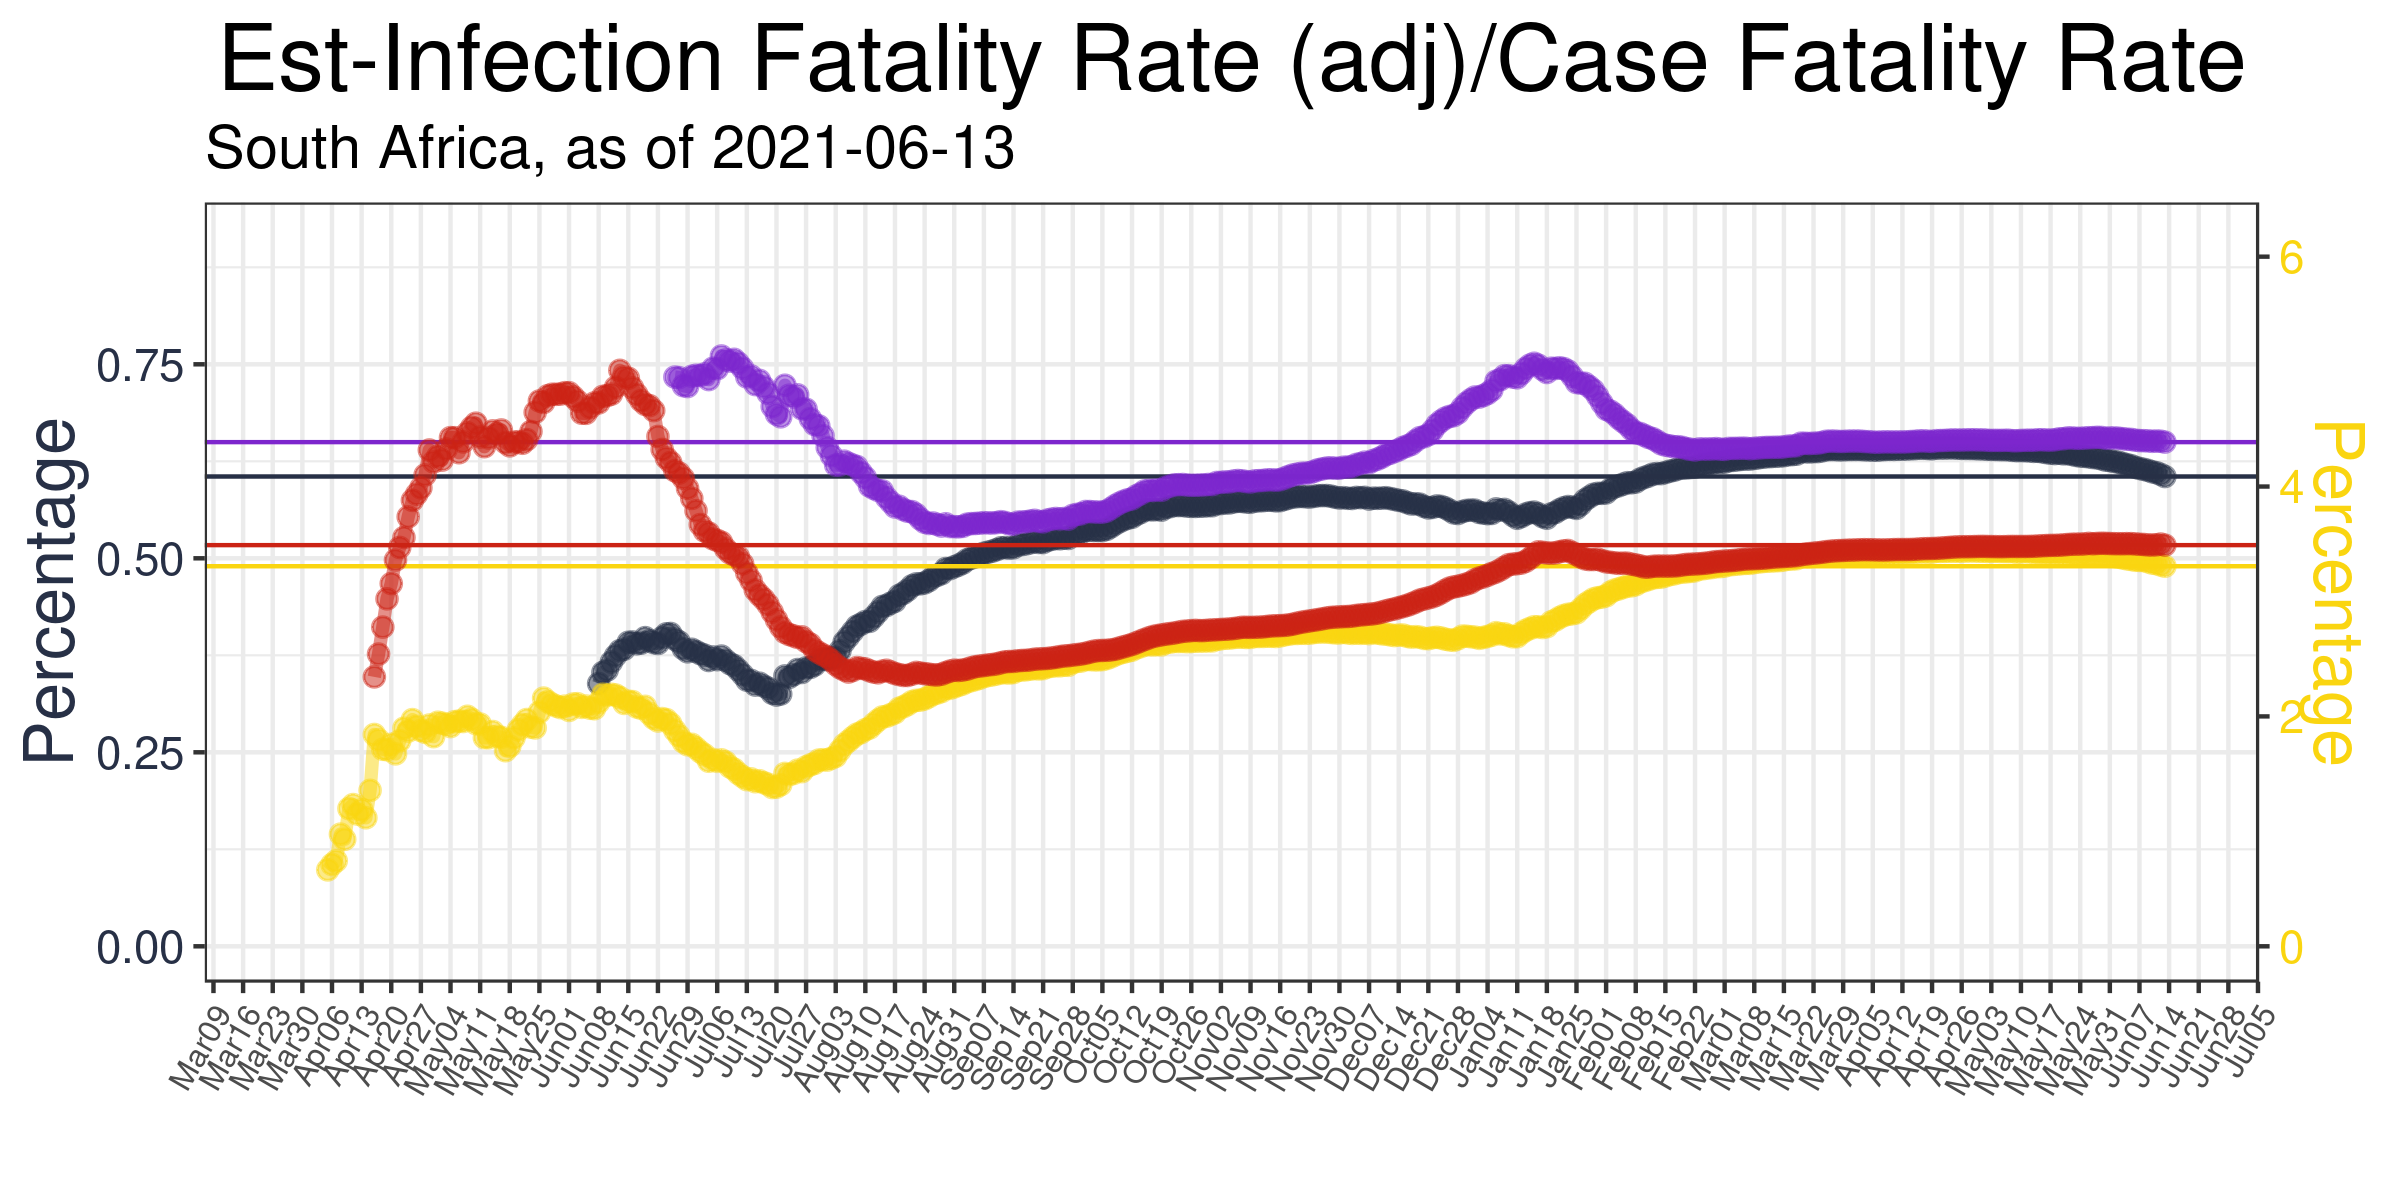 Est-Infection Fatality Rate (adj)/Case Fatality Rate
South Africa, as of 2021-06-13
Percentage
0.75
0.50
0.25
0.00
6
4
2
0
Percentage
Mar09
Mar16
Mar23
Mar30
Apr06
Apr13
Apr20
Apr27
May04
May11
May18
May25
Jun01
Jun08
Jun15
Jun22
Jun29
Jul06
Jul13
Jul20
Jul27
Aug03
Aug10
Aug17
Aug24
Aug31
Sep07
Sep14
Sep21
Sep28
Oct05
Oct12
Oct19
Oct26
Nov02
Nov09
Nov16
Nov23
Nov30
Dec07
Dec14
Dec21
Dec28
Jan04
Jan11
Jan18
Jan25
Feb01
Feb08
Feb15
Feb22
Mar01
Mar08
Mar15
Mar22
Mar29
Apr05
Apr12
Apr19
Apr26
May03
May10
May17
May24
May31
Jun07
Jun14
Jun21
Jun28
Jul05